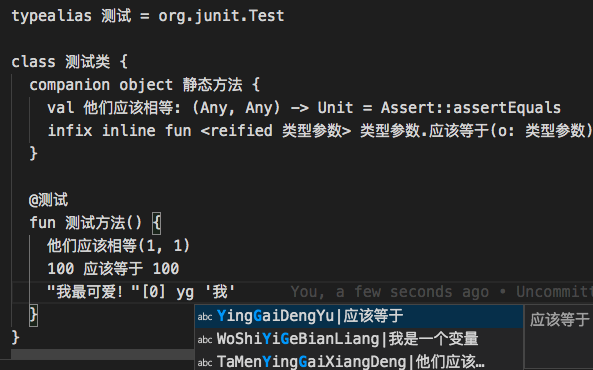 typealias 测试 = org.junit.Test
class 测试类 {
companion object 静态方法 {
val 他们应该相等: (Any, Any) -> Unit = Assert::assertEquals
infix inline fun <reified 类型参数> 类型参数.应该等于(o: 类型参数)
}
@测试
fun 测试方法() {
他们应该相等(1, 1)
100 应该等于 100
"我最可爱! "[0] yg '我' You, a few seconds ago • Uncommitt
}
}
abc YingGaiDengYu|应该等于 应该等于
abc WoShiYiGeBianLiang|我是一个变量
abc TaMenYingGaiXiangDeng|他们应该…